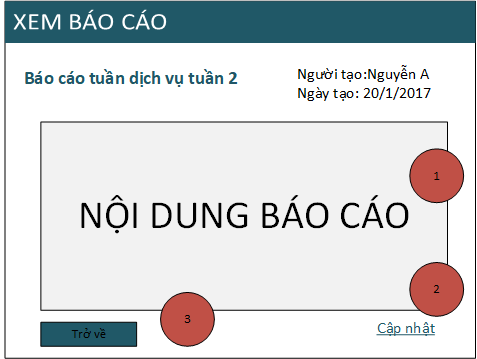 XEM BÁO CÁO
Báo cáo tuần dịch vụ tuần 2
Người tạo:Nguyễn A
Ngày tạo: 20/1/2017
1
NỘI DUNG BÁO CÁO
2
3
Trở về
Cập nhật